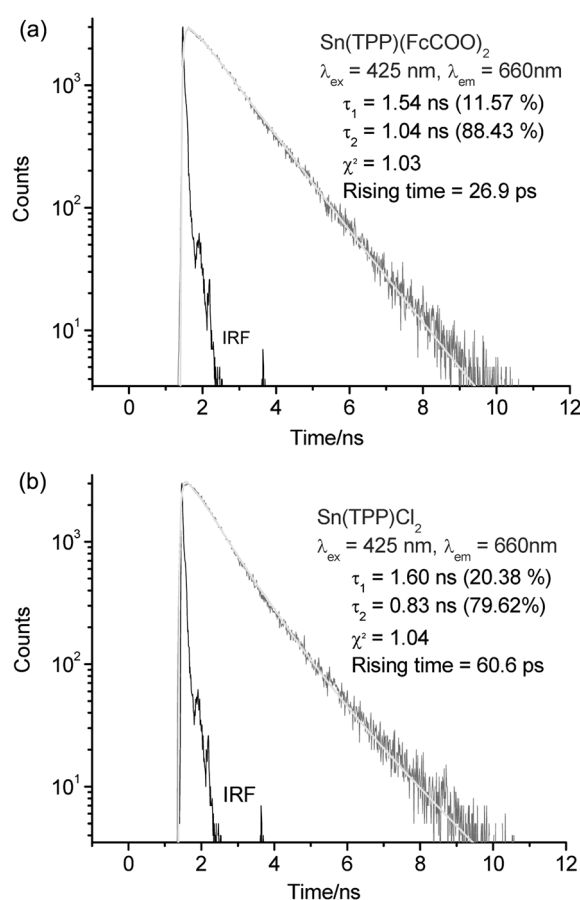 (a)
Sn(TPP)(FcCOO)₂
λex = 425 nm, λem = 660nm
τ₁ = 1.54 ns (11.57 %)
τ₂ = 1.04 ns (88.43 %)
χ² = 1.03
Rising time = 26.9 ps
10³
10²
10¹
Counts
IRF
0 2 4 6 8 10 12
Time/ns
(b)
Sn(TPP)Cl₂
λex = 425 nm, λem = 660nm
τ₁ = 1.60 ns (20.38 %)
τ₂ = 0.83 ns (79.62%)
χ² = 1.04
Rising time = 60.6 ps
10³
10²
10¹
Counts
IRF
0 2 4 6 8 10 12
Time/ns